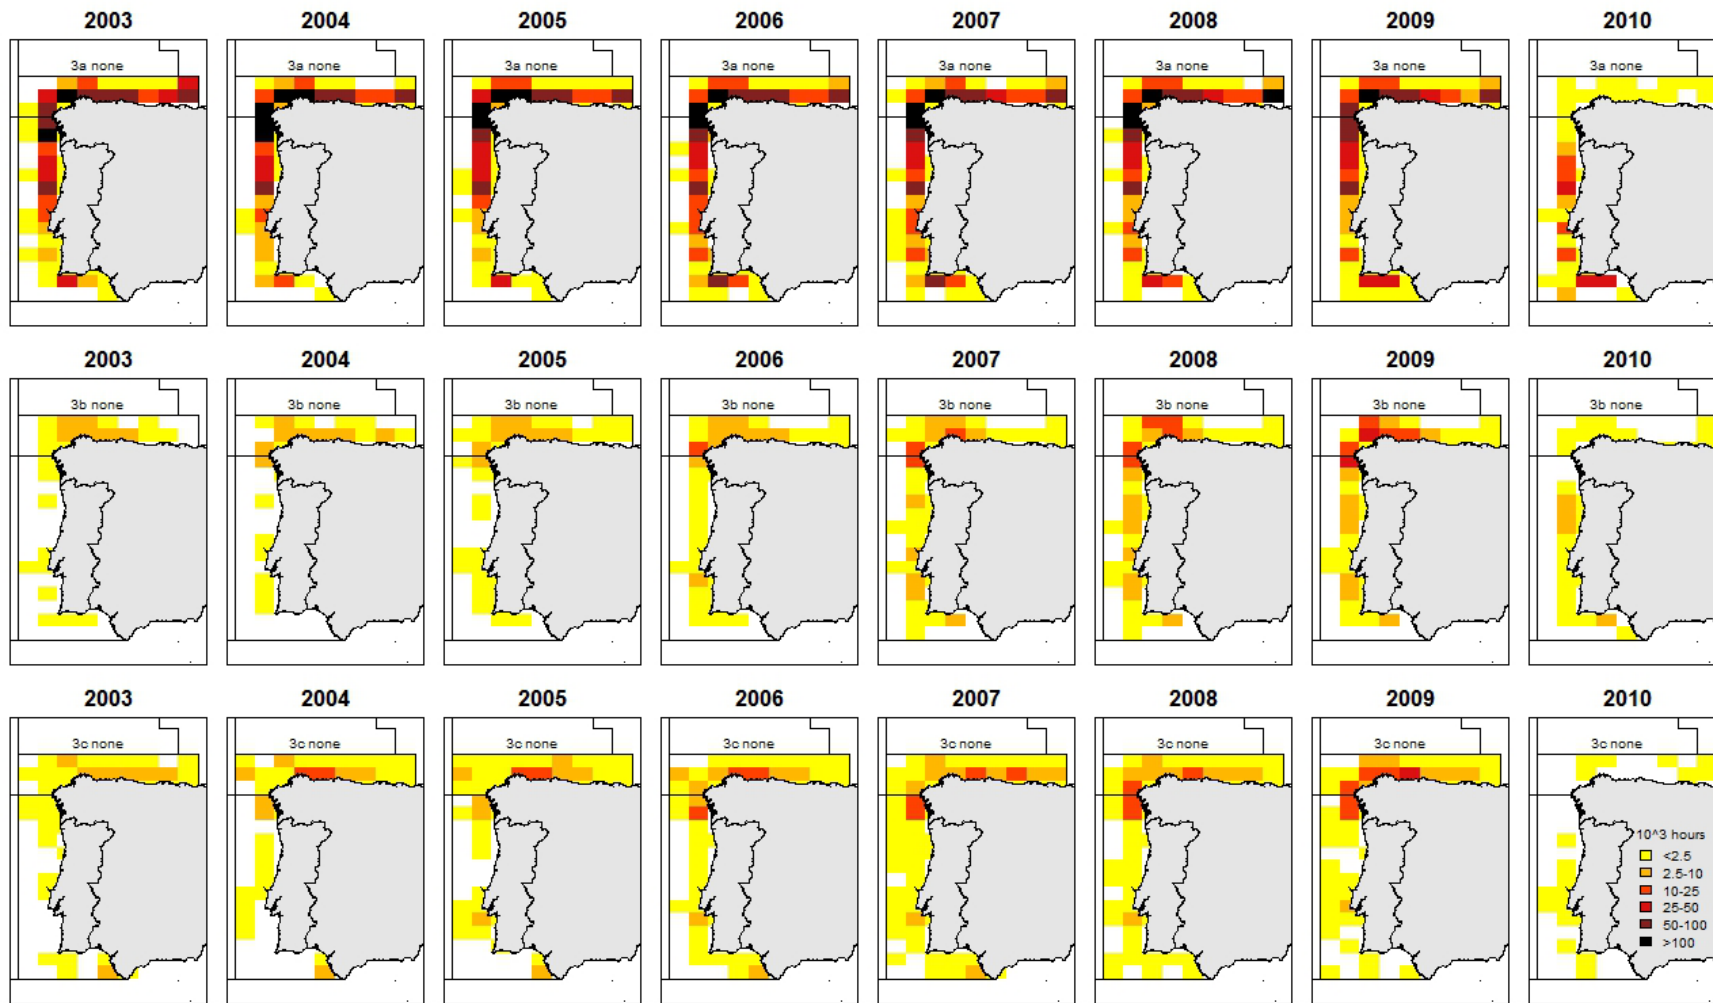 2003 2004 2005 2006 2007 2008 2009 2010
3a none 3a none 3a none 3a none 3a none 3a none 3a none 3a none
2003 2004 2005 2006 2007 2008 2009 2010
3b none 3b none 3b none 3b none 3b none 3b none 3b none 3b none
2003 2004 2005 2006 2007 2008 2009 2010
3c none 3c none 3c none 3c none 3c none 3c none 3c none 3c none
10^3 hours
<2.5
2.5-10
10-25
25-50
50-100
>100